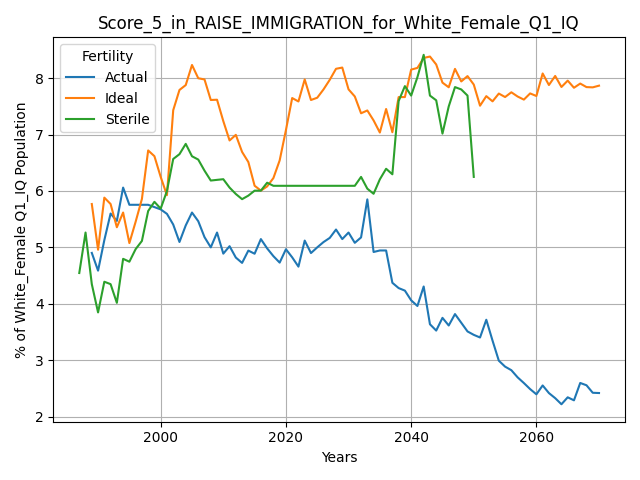 Score_5_in_RAISE_IMMIGRATION_for_White_Female_Q1_IQ
Fertility
Actual
Ideal
Sterile
% of White_Female Q1_IQ Population
8
7
6
5
4
3
2
2000
2020
2040
2060
Years